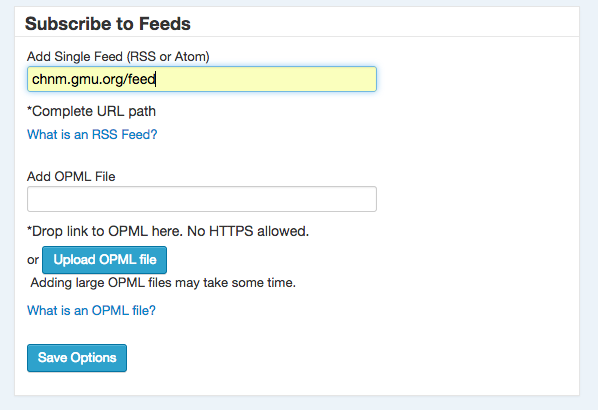 Subscribe to Feeds
Add Single Feed (RSS or Atom)
chnm.gmu.org/feed
*Complete URL path
What is an RSS Feed?
Add OPML File
*Drop link to OPML here. No HTTPS allowed.
or Upload OPML file
Adding large OPML files may take some time.
What is an OPML file?
Save Options